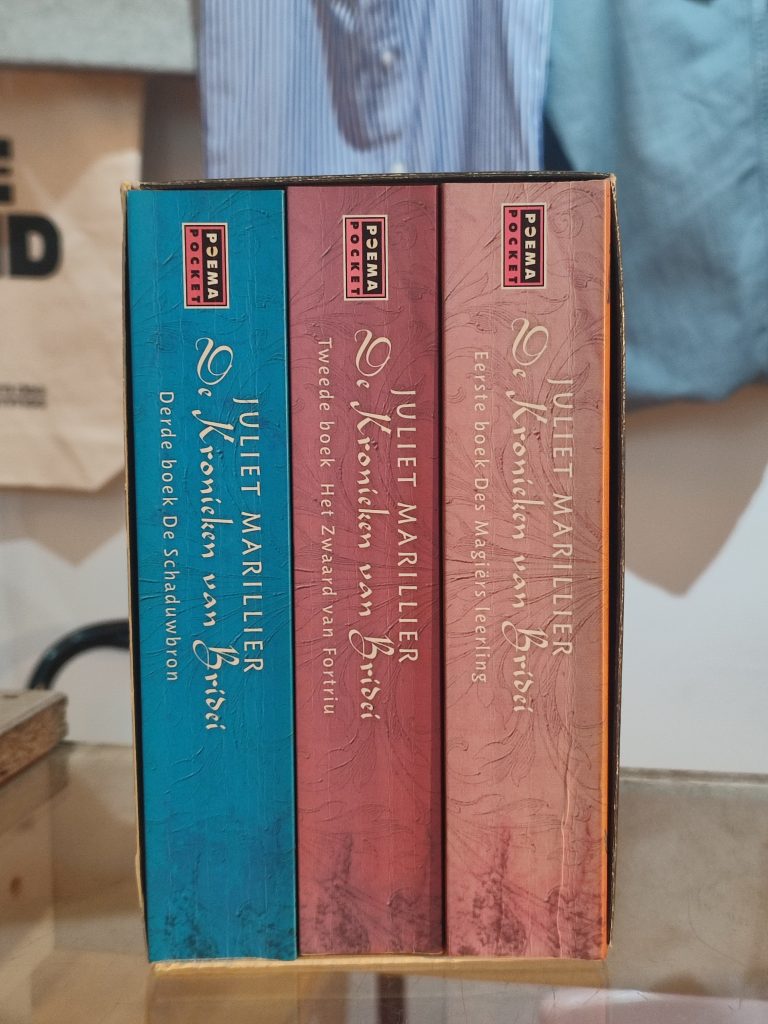 POEMA
POCKET
JULIET MARILLIER
De Kronieken van Bridei
Derde boek De Schaduwbron
POEMA
POCKET
JULIET MARILLIER
De Kronieken van Bridei
Tweede boek Het Zwaard van Fortriu
POEMA
POCKET
JULIET MARILLIER
De Kronieken van Bridei
Eerste boek Des Magiërs leerling